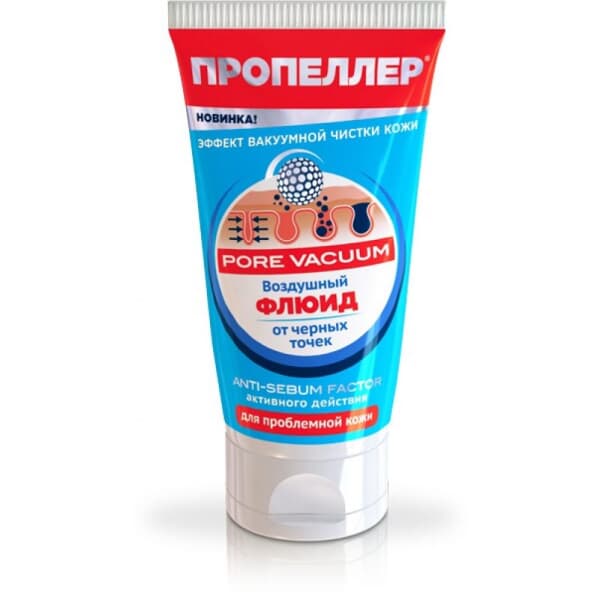 ПРОПЕЛЛЕР®
НОВИНКА!
ЭФФЕКТ ВАКУУМНОЙ ЧИСТКИ КОЖИ
PORE VACUUM
Воздушный
ФЛЮИД
от черных
точек
ANTI-SEBUM FACTOR
активного действия
для проблемной кожи